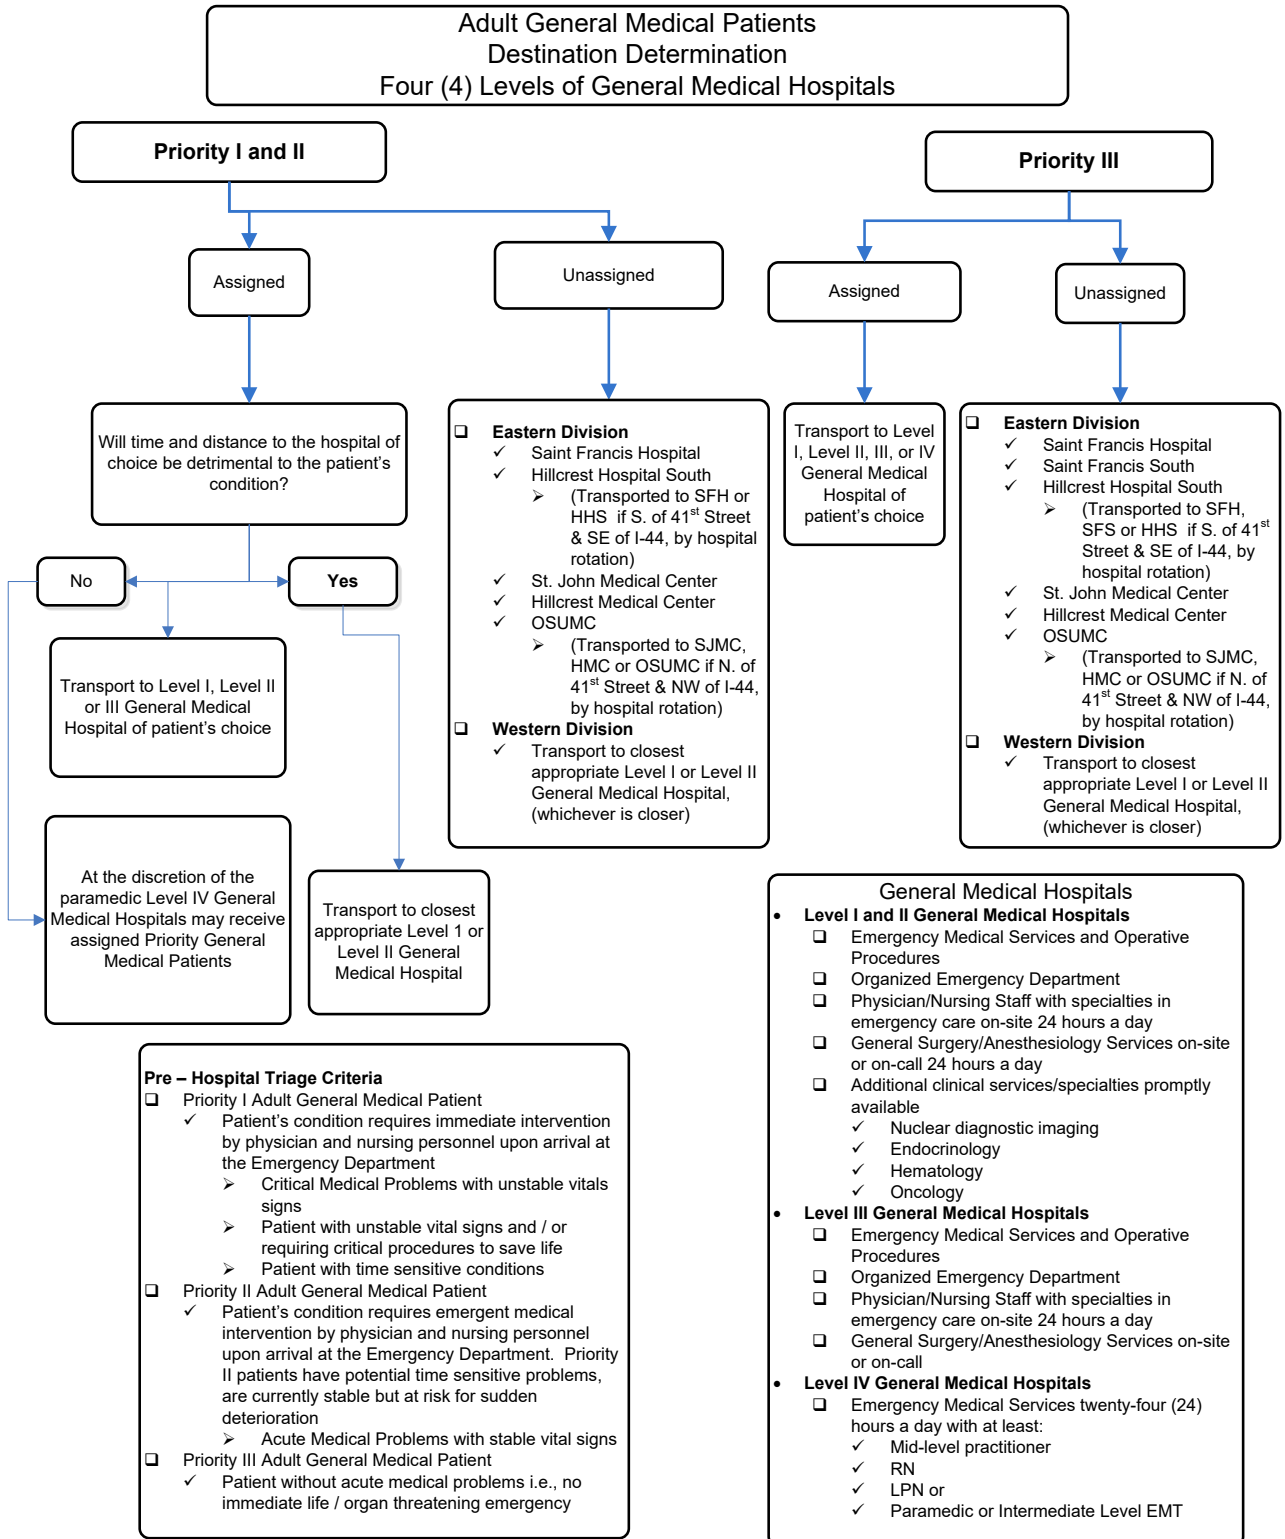 Adult General Medical Patients
Destination Determination
Four (4) Levels of General Medical Hospitals
Priority I and II
Priority III
Assigned
Unassigned
Assigned
Unassigned
Will time and distance to the hospital of
choice be detrimental to the patient's
condition?
No
Yes
Transport to Level I, Level II
or III General Medical
Hospital of patient's choice
At the discretion of the
paramedic Level IV General
Medical Hospitals may receive
assigned Priority General
Medical Patients
Transport to closest
appropriate Level 1 or
Level II General
Medical Hospital
❑ Eastern Division
✓ Saint Francis Hospital
✓ Hillcrest Hospital South
➢ (Transported to SFH or
HHS if S. of 41st Street
& SE of I-44, by hospital
rotation)
✓ St. John Medical Center
✓ Hillcrest Medical Center
✓ OSUMC
➢ (Transported to SJMC,
HMC or OSUMC if N. of
41st Street & NW of I-44,
by hospital rotation)
❑ Western Division
✓ Transport to closest
appropriate Level I or Level II
General Medical Hospital,
(whichever is closer)
Transport to Level
I, Level II, III, or IV
General Medical
Hospital of
patient's choice
❑ Eastern Division
✓ Saint Francis Hospital
✓ Saint Francis South
✓ Hillcrest Hospital South
➢ (Transported to SFH,
SFS or HHS if S. of 41st
Street & SE of I-44, by
hospital rotation)
✓ St. John Medical Center
✓ Hillcrest Medical Center
✓ OSUMC
➢ (Transported to SJMC,
HMC or OSUMC if N. of
41st Street & NW of I-44,
by hospital rotation)
❑ Western Division
✓ Transport to closest
appropriate Level I or Level II
General Medical Hospital,
(whichever is closer)
Pre – Hospital Triage Criteria
❑ Priority I Adult General Medical Patient
✓ Patient's condition requires immediate intervention
by physician and nursing personnel upon arrival at
the Emergency Department
➢ Critical Medical Problems with unstable vitals
signs
➢ Patient with unstable vital signs and / or
requiring critical procedures to save life
➢ Patient with time sensitive conditions
❑ Priority II Adult General Medical Patient
✓ Patient's condition requires emergent medical
intervention by physician and nursing personnel
upon arrival at the Emergency Department. Priority
II patients have potential time sensitive problems,
are currently stable but at risk for sudden
deterioration
➢ Acute Medical Problems with stable vital signs
❑ Priority III Adult General Medical Patient
✓ Patient without acute medical problems i.e., no
immediate life / organ threatening emergency
General Medical Hospitals
• Level I and II General Medical Hospitals
❑ Emergency Medical Services and Operative
Procedures
❑ Organized Emergency Department
❑ Physician/Nursing Staff with specialties in
emergency care on-site 24 hours a day
❑ General Surgery/Anesthesiology Services on-site
or on-call 24 hours a day
❑ Additional clinical services/specialties promptly
available
✓ Nuclear diagnostic imaging
✓ Endocrinology
✓ Hematology
✓ Oncology
• Level III General Medical Hospitals
❑ Emergency Medical Services and Operative
Procedures
❑ Organized Emergency Department
❑ Physician/Nursing Staff with specialties in
emergency care on-site 24 hours a day
❑ General Surgery/Anesthesiology Services on-site
or on-call
• Level IV General Medical Hospitals
❑ Emergency Medical Services twenty-four (24)
hours a day with at least:
✓ Mid-level practitioner
✓ RN
✓ LPN or
✓ Paramedic or Intermediate Level EMT